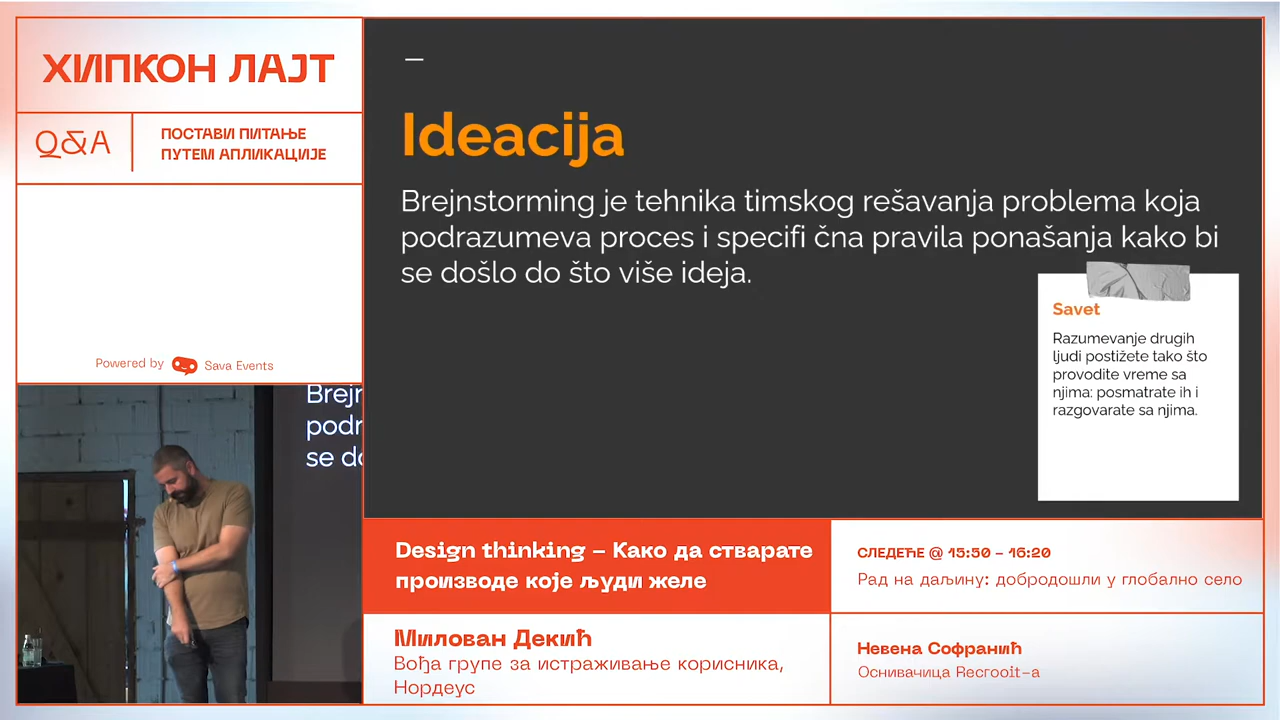 ХИПКОН ЛАЈТ
Q&A
ПОСТАВИ ПИТАЊЕ
ПУТЕМ АПЛИКАЦИЈЕ
Powered by Sava Events
Brejn
podr
se do
Ideacija
Brejnstorming je tehnika timskog rešavanja problema koja
podrazumeva proces i specifi čna pravila ponašanja kako bi
se došlo do što više ideja.
Savet
Razumevanje drugih
ljudi postižete tako što
provodite vreme sa
njima: posmatrate ih i
razgovarate sa njima.
Design thinking – Како да стварате
производе које људи желе
Милован Декић
Вођа групе за истраживање корисника,
Нордеус
СЛЕДЕЋЕ @ 15:50 – 16:20
Рад на даљину: добродошли у глобално село
Невена Софранић
Оснивачица Recrooit-а